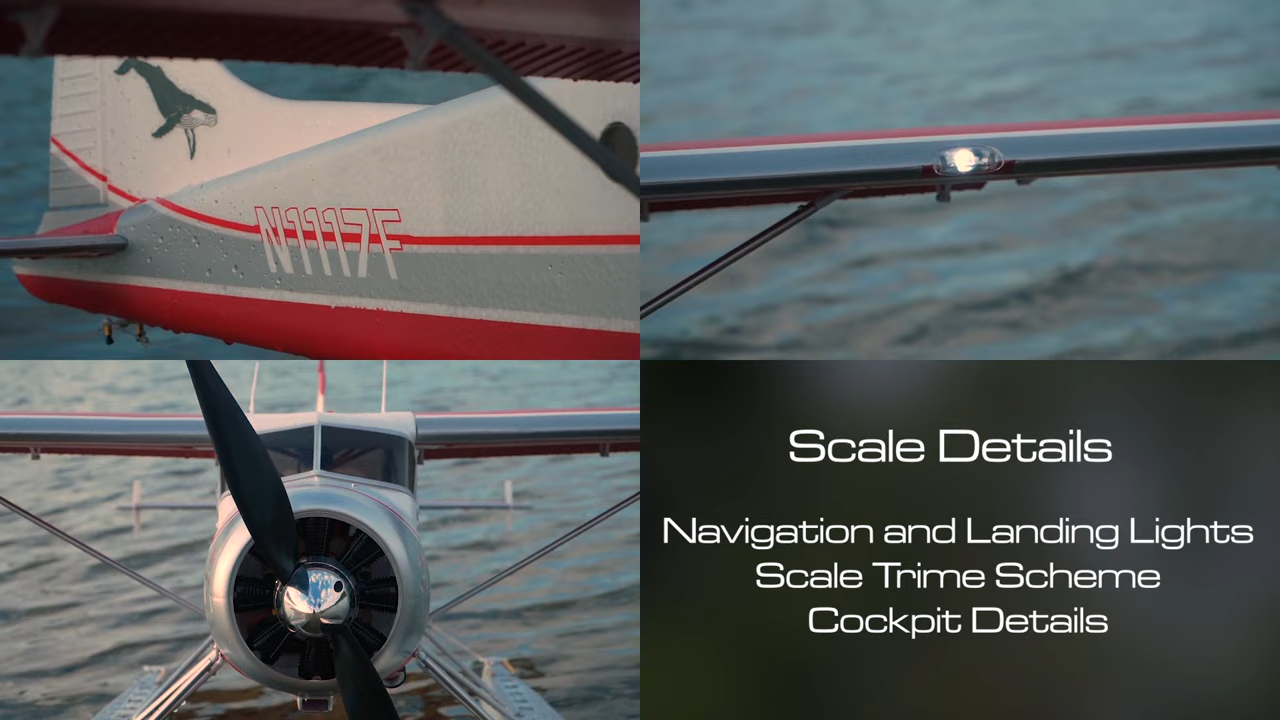 N1117F
Scale Details
Navigation and Landing Lights
Scale Trime Scheme
Cockpit Details